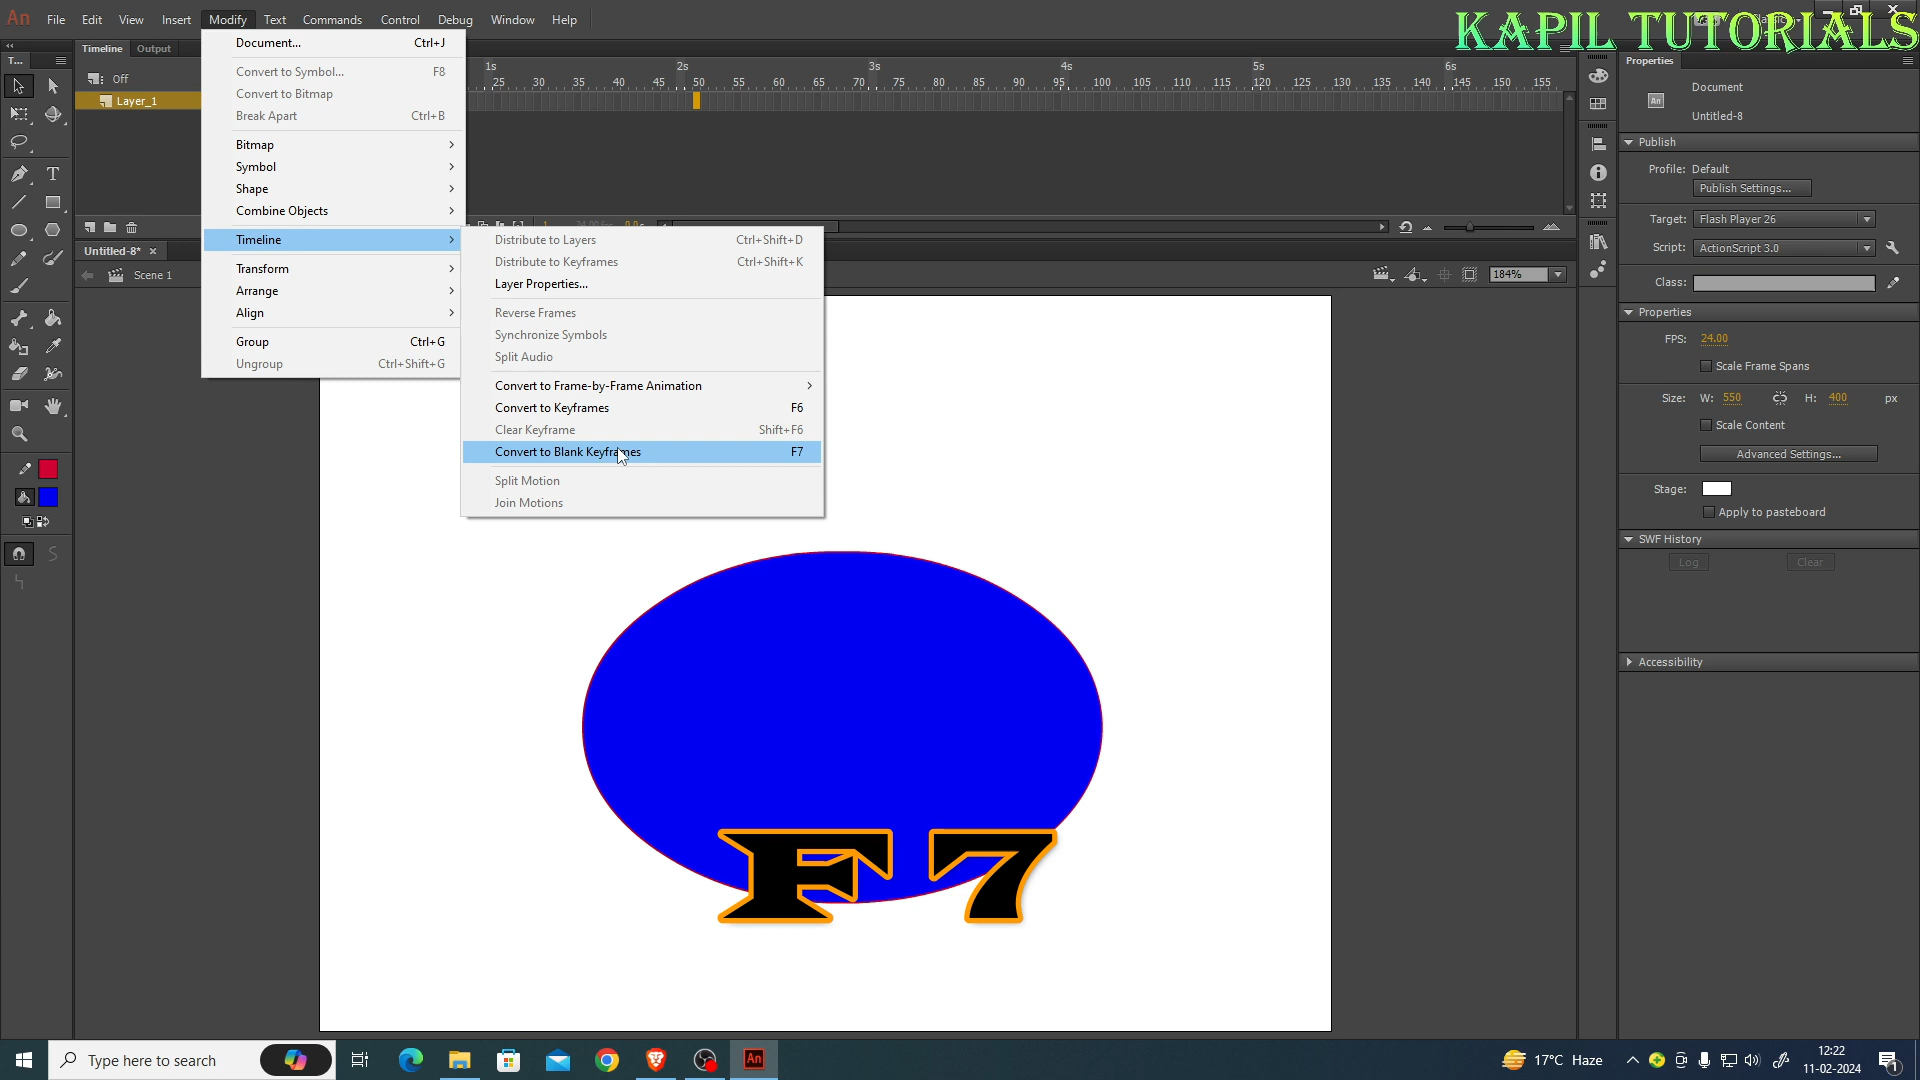 An File Edit View Insert Modify Text Commands Control Debug Window Help
KAPIL TUTORIALS
Timeline Output
T...
Off
Layer_1
Document... Ctrl+J
Convert to Symbol... F8
Convert to Bitmap
Break Apart Ctrl+B
Bitmap
Symbol
Shape
Combine Objects
Timeline
Transform
Arrange
Align
Group Ctrl+G
Ungroup Ctrl+Shift+G
1s 2s 3s 4s 5s 6s
25 30 35 40 45 50 55 60 65 70 75 80 85 90 95 100 105 110 115 120 125 130 135 140 145 150 155
Untitled-8*
Scene 1
184%
Distribute to Layers Ctrl+Shift+D
Distribute to Keyframes Ctrl+Shift+K
Layer Properties...
Reverse Frames
Synchronize Symbols
Split Audio
Convert to Frame-by-Frame Animation
Convert to Keyframes F6
Clear Keyframe Shift+F6
Convert to Blank Keyframes F7
Split Motion
Join Motions
F7
Properties
An
Document
Untitled-8
Publish
Profile: Default
Publish Settings...
Target: Flash Player 26
Script: ActionScript 3.0
Class:
Properties
FPS: 24.00
Scale Frame Spans
Size: W: 550 H: 400 px
Scale Content
Advanced Settings...
Stage:
Apply to pasteboard
SWF History
Log Clear
Accessibility
Type here to search
An
17°C Haze
12:22
11-02-2024
1